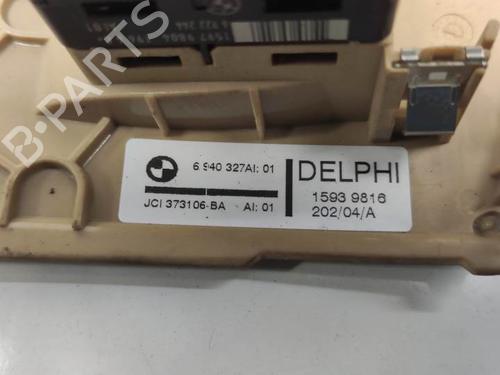 6 940 327AI: 01
JCI 373106-BA AI: 01
DELPHI
1593 9816
202/04/A
B-PARTS